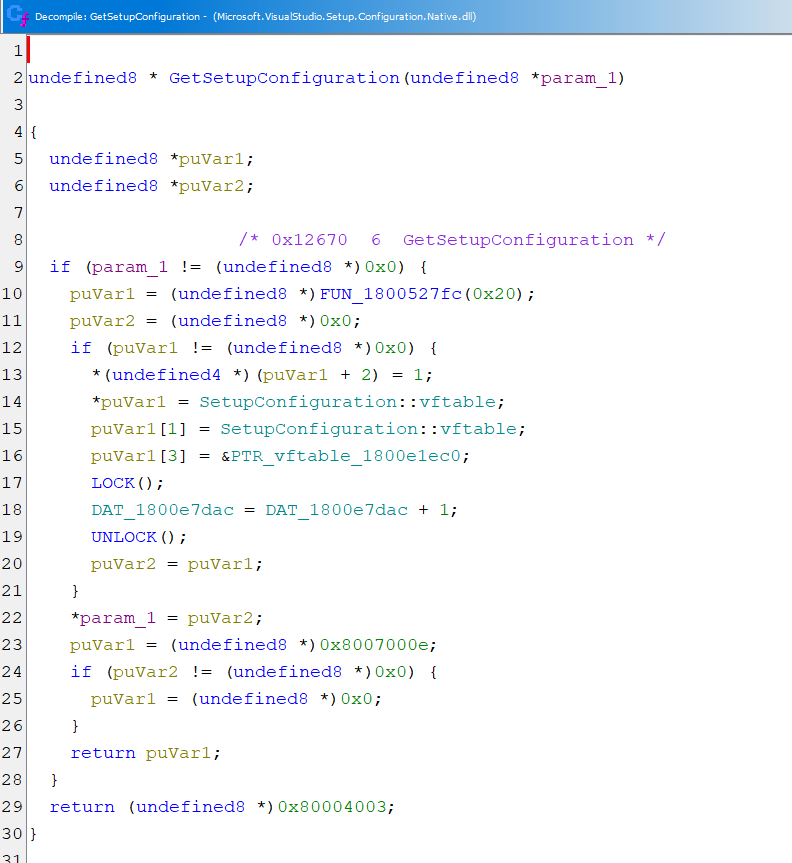 Decompile: GetSetupConfiguration - (Microsoft.VisualStudio.Setup.Configuration.Native.dll)
1
2 undefined8 * GetSetupConfiguration(undefined8 *param_1)
3
4 {
5   undefined8 *puVar1;
6   undefined8 *puVar2;
7
8                     /* 0x12670  6  GetSetupConfiguration */
9   if (param_1 != (undefined8 *)0x0) {
10     puVar1 = (undefined8 *)FUN_1800527fc(0x20);
11     puVar2 = (undefined8 *)0x0;
12     if (puVar1 != (undefined8 *)0x0) {
13       *(undefined4 *)(puVar1 + 2) = 1;
14       *puVar1 = SetupConfiguration::vftable;
15       puVar1[1] = SetupConfiguration::vftable;
16       puVar1[3] = &PTR_vftable_1800e1ec0;
17       LOCK();
18       DAT_1800e7dac = DAT_1800e7dac + 1;
19       UNLOCK();
20       puVar2 = puVar1;
21     }
22     *param_1 = puVar2;
23     puVar1 = (undefined8 *)0x8007000e;
24     if (puVar2 != (undefined8 *)0x0) {
25       puVar1 = (undefined8 *)0x0;
26     }
27     return puVar1;
28   }
29   return (undefined8 *)0x80004003;
30 }
31